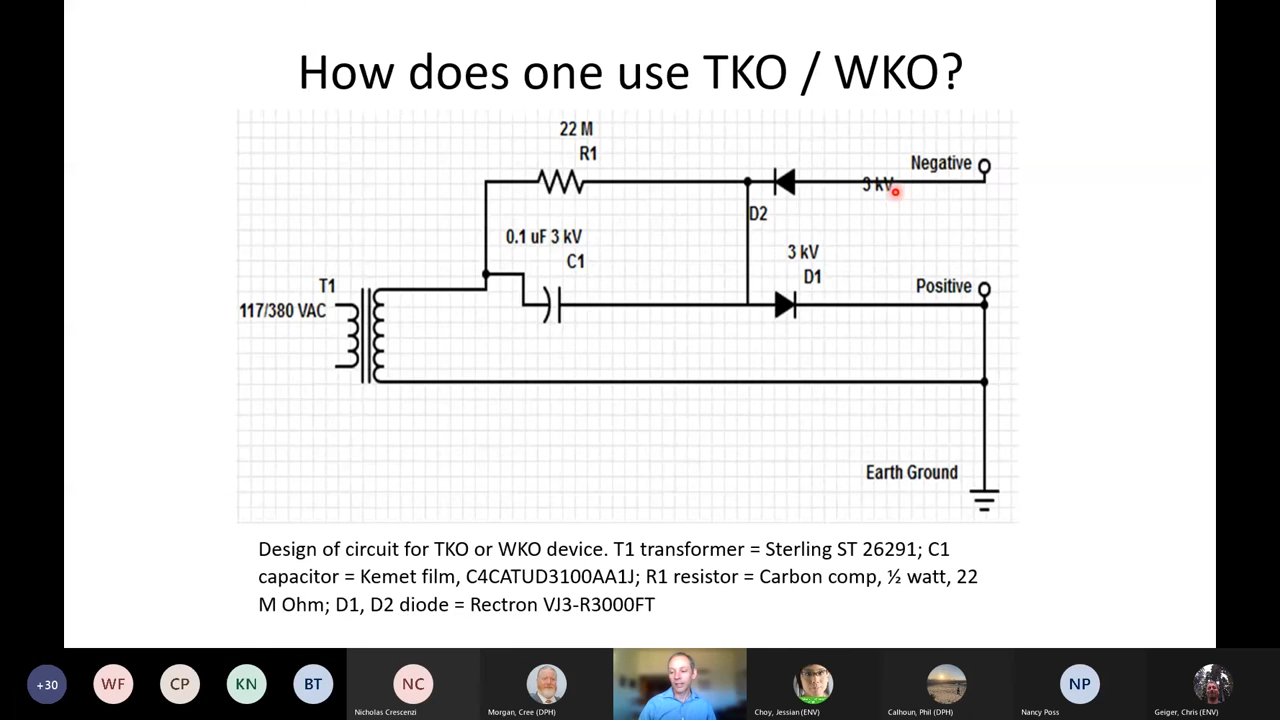 How does one use TKO / WKO?
22 M
R1
Negative
3 kV
D2
0.1 uF 3 kV
C1
3 kV
D1
T1
Positive
117/380 VAC
Earth Ground
Design of circuit for TKO or WKO device. T1 transformer = Sterling ST 26291; C1
capacitor = Kemet film, C4CATUD3100AA1J; R1 resistor = Carbon comp, ½ watt, 22
M Ohm; D1, D2 diode = Rectron VJ3-R3000FT
+30
WF
CP
KN
BT
NC
NP
Nicholas Crescenzi
Morgan, Cree (DPH)
Choy, Jessian (ENV)
Calhoun, Phil (DPH)
Nancy Poss
Geiger, Chris (ENV)